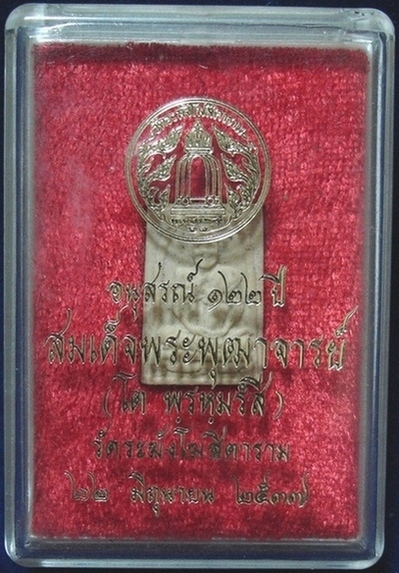 อนุสรณ์ ๑๒๒ ปี
สมเด็จพระพุฒาจารย์
(โต พรหฺมรํสี)
วัดระฆังโฆสิตาราม
๒๒ มิถุนายน ๒๕๓๗